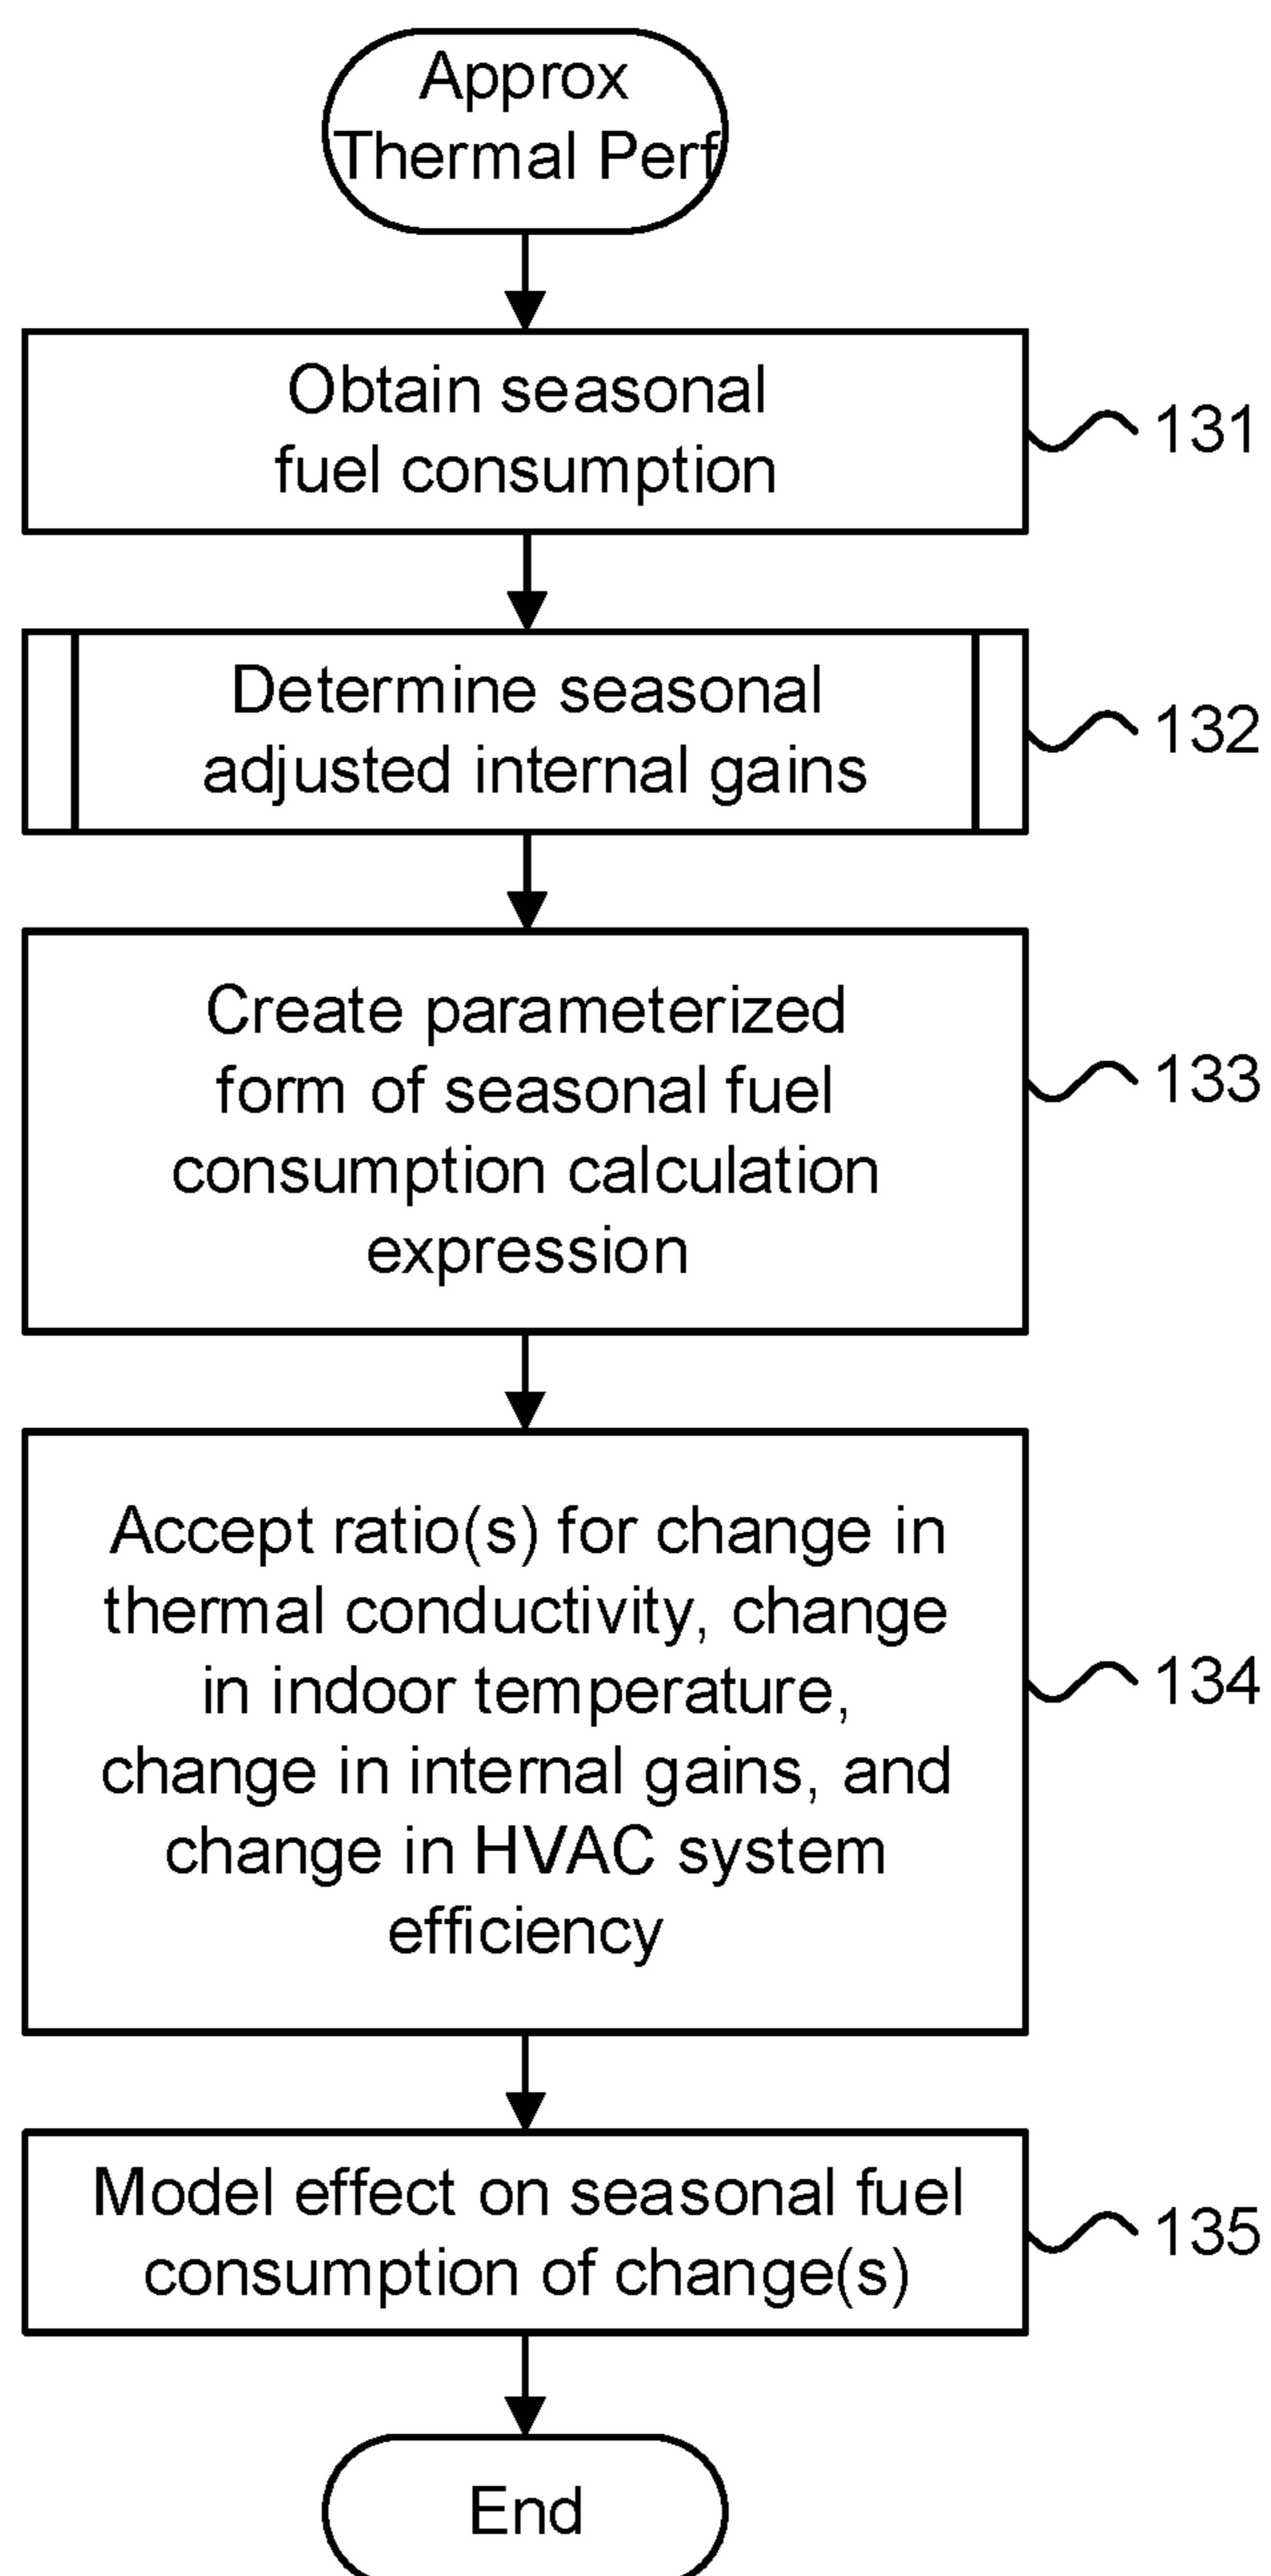 Approx
Thermal Perf
Obtain seasonal
fuel consumption
131
Determine seasonal
adjusted internal gains
132
Create parameterized
form of seasonal fuel
consumption calculation
expression
133
Accept ratio(s) for change in
thermal conductivity, change
in indoor temperature,
change in internal gains, and
change in HVAC system
efficiency
134
Model effect on seasonal fuel
consumption of change(s)
135
End